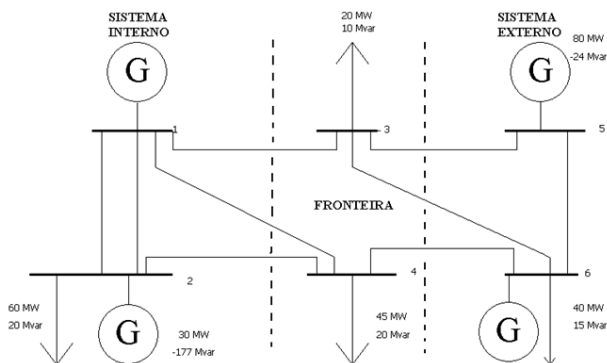 SISTEMA
INTERNO
20 MW
10 Mvar
SISTEMA
EXTERNO
80 MW
-24 Mvar
G
G
1
3
5
FRONTEIRA
2
4
6
60 MW
20 Mvar
G
30 MW
-177 Mvar
45 MW
20 Mvar
G
40 MW
15 Mvar